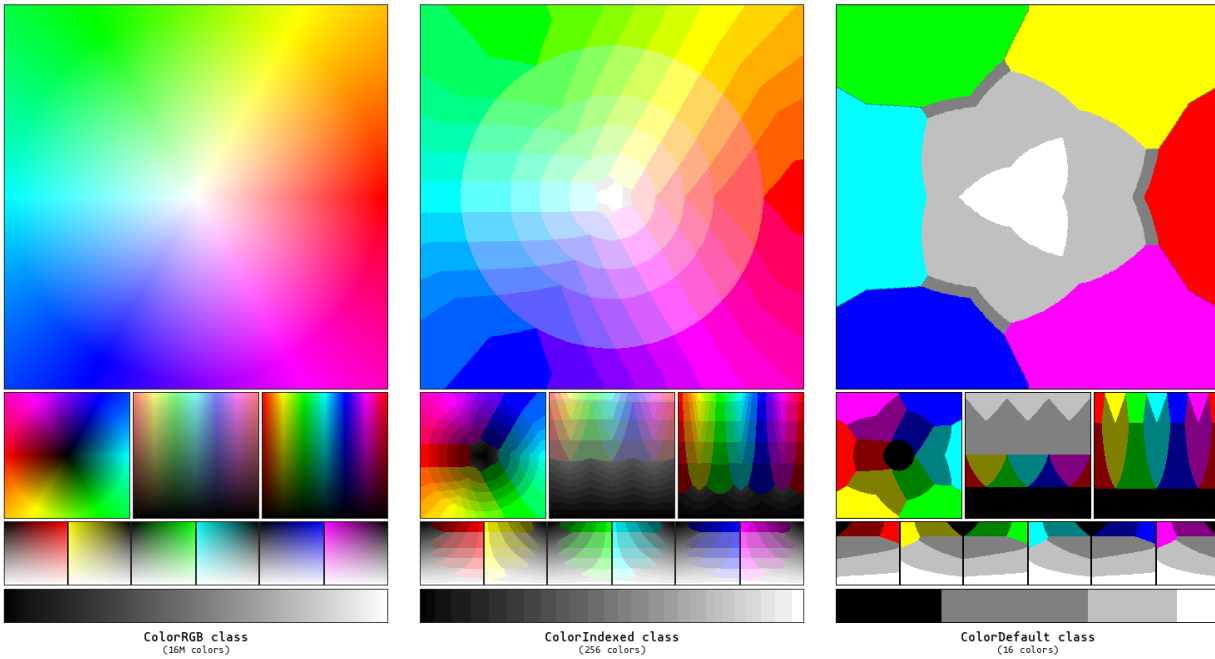 ColorRGB class
(16M colors)
ColorIndexed class
(256 colors)
ColorDefault class
(16 colors)